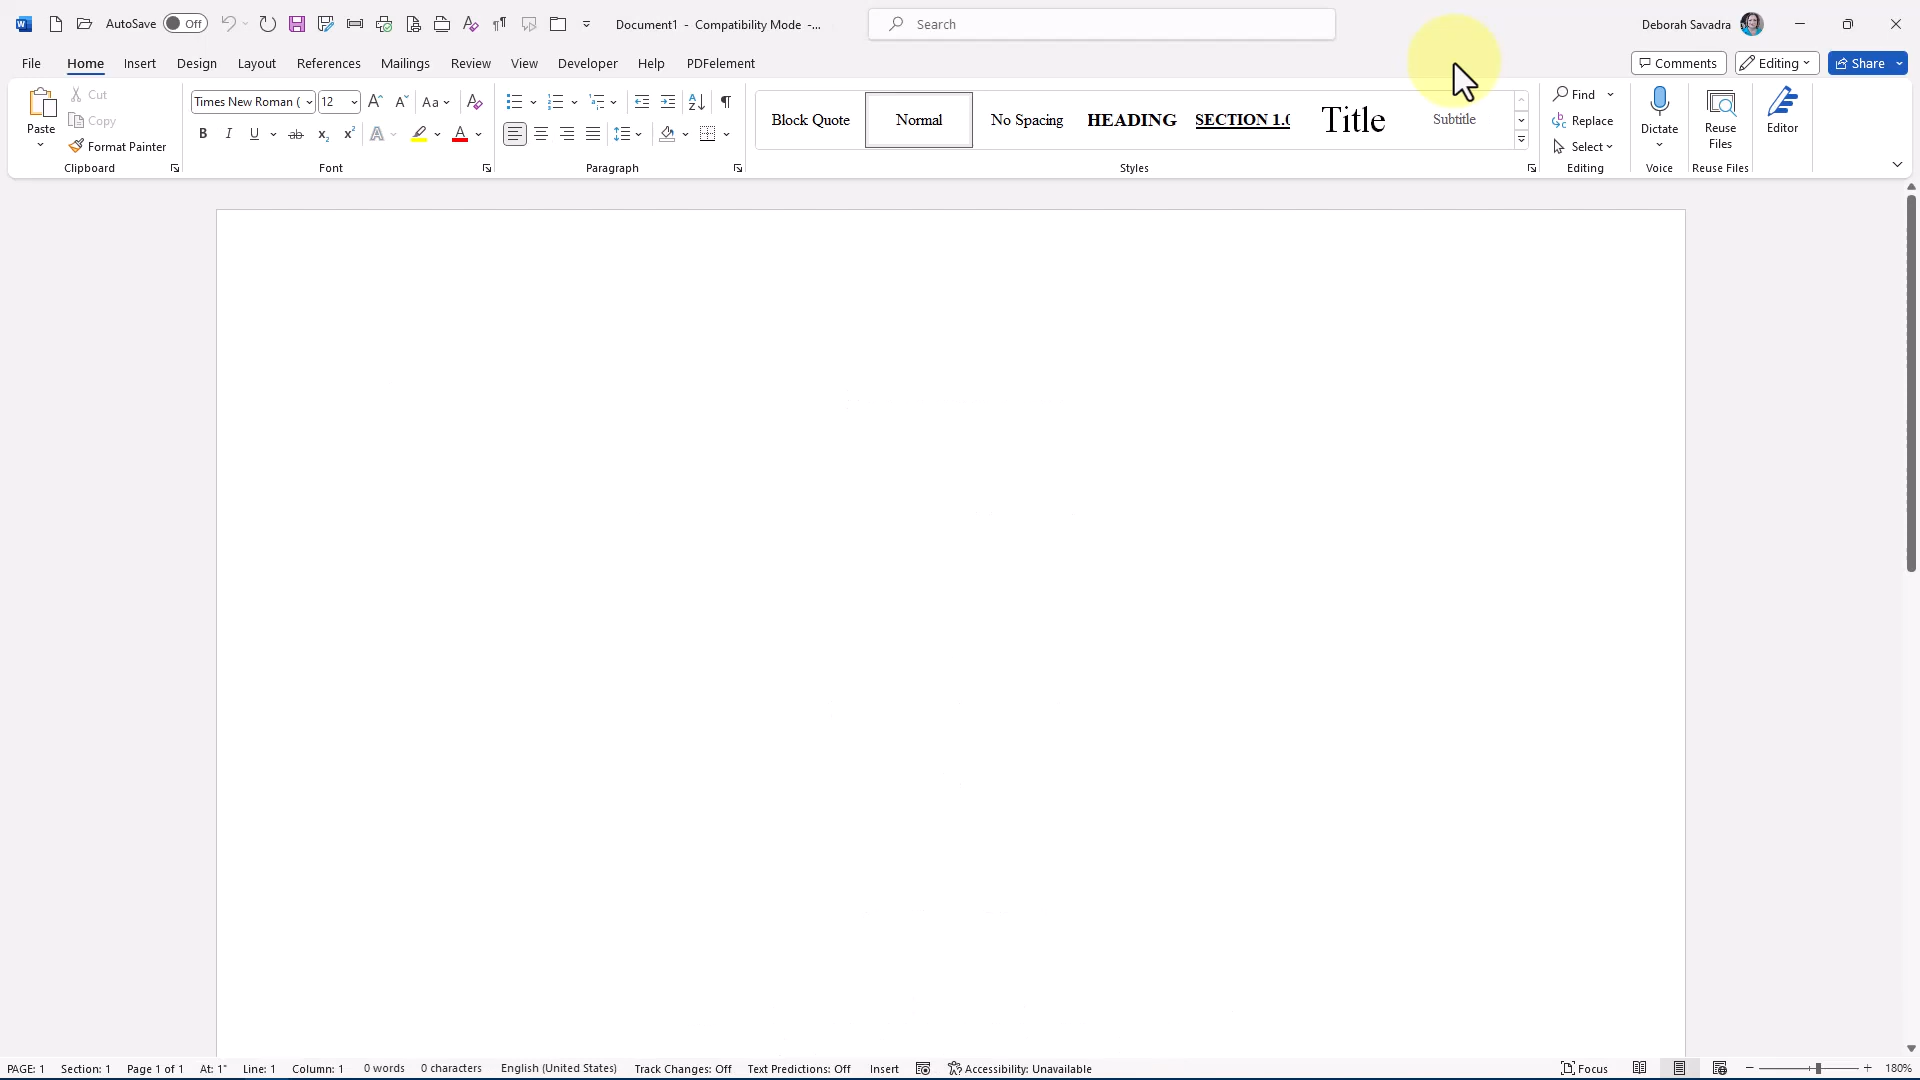 AutoSave Off Document1 - Compatibility Mode -... Search Deborah Savadra
File Home Insert Design Layout References Mailings Review View Developer Help PDFelement Comments Editing Share
Paste Cut Copy Format Painter
Clipboard
Times New Roman ( 12 Aa
B I U ab x₂ x² A A
Font
Paragraph
Block Quote Normal No Spacing HEADING SECTION 1.0 Title Subtitle
Styles
Find Replace Select
Editing
Dictate
Voice
Reuse Files
Reuse Files
Editor
PAGE: 1 Section: 1 Page 1 of 1 At: 1" Line: 1 Column: 1 0 words 0 characters English (United States) Track Changes: Off Text Predictions: Off Insert Accessibility: Unavailable Focus 180%